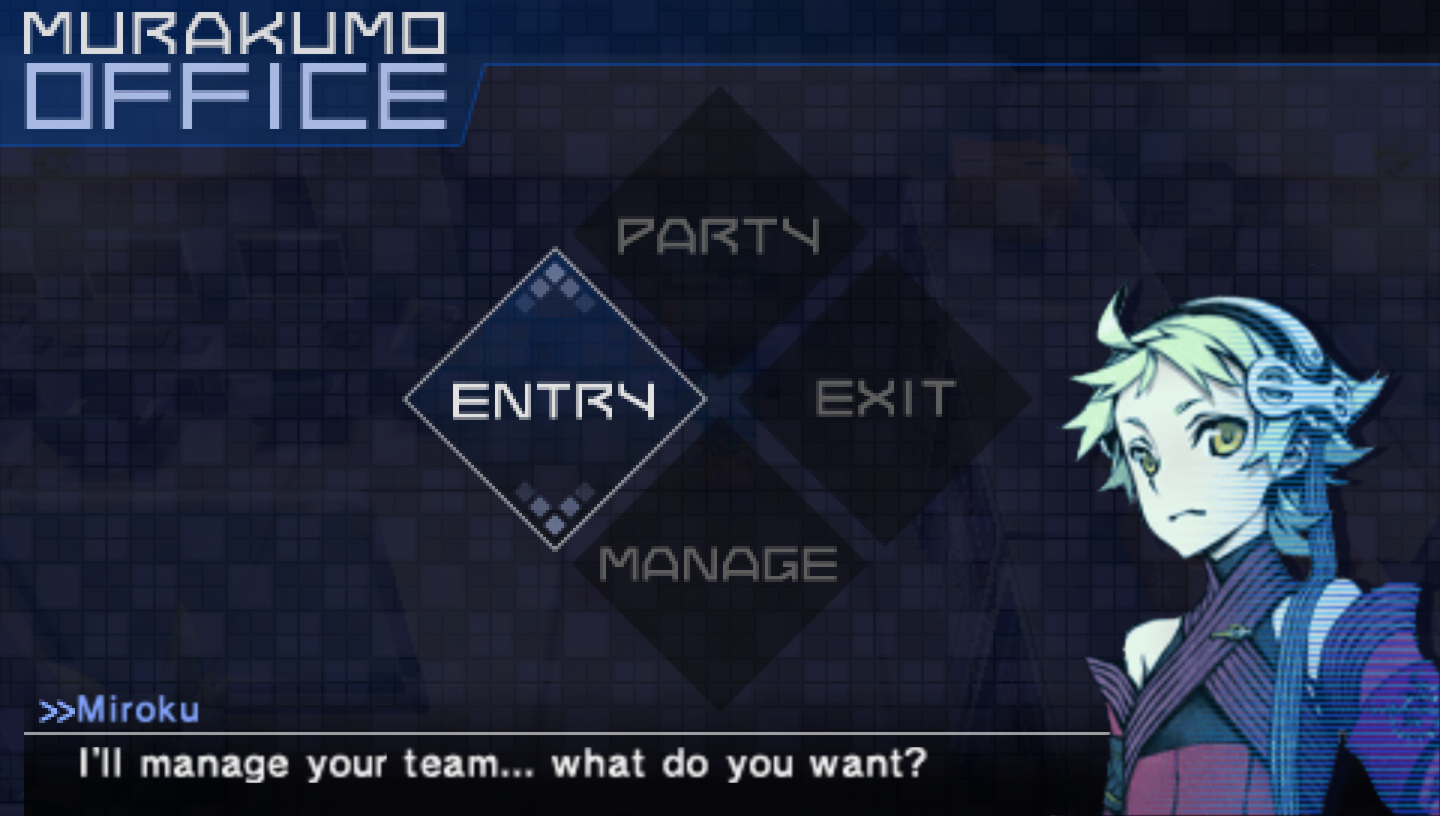 MURAKUMO
OFFICE
PARTY
ENTRY
EXIT
MANAGE
>>Miroku
I'll manage your team... what do you want?